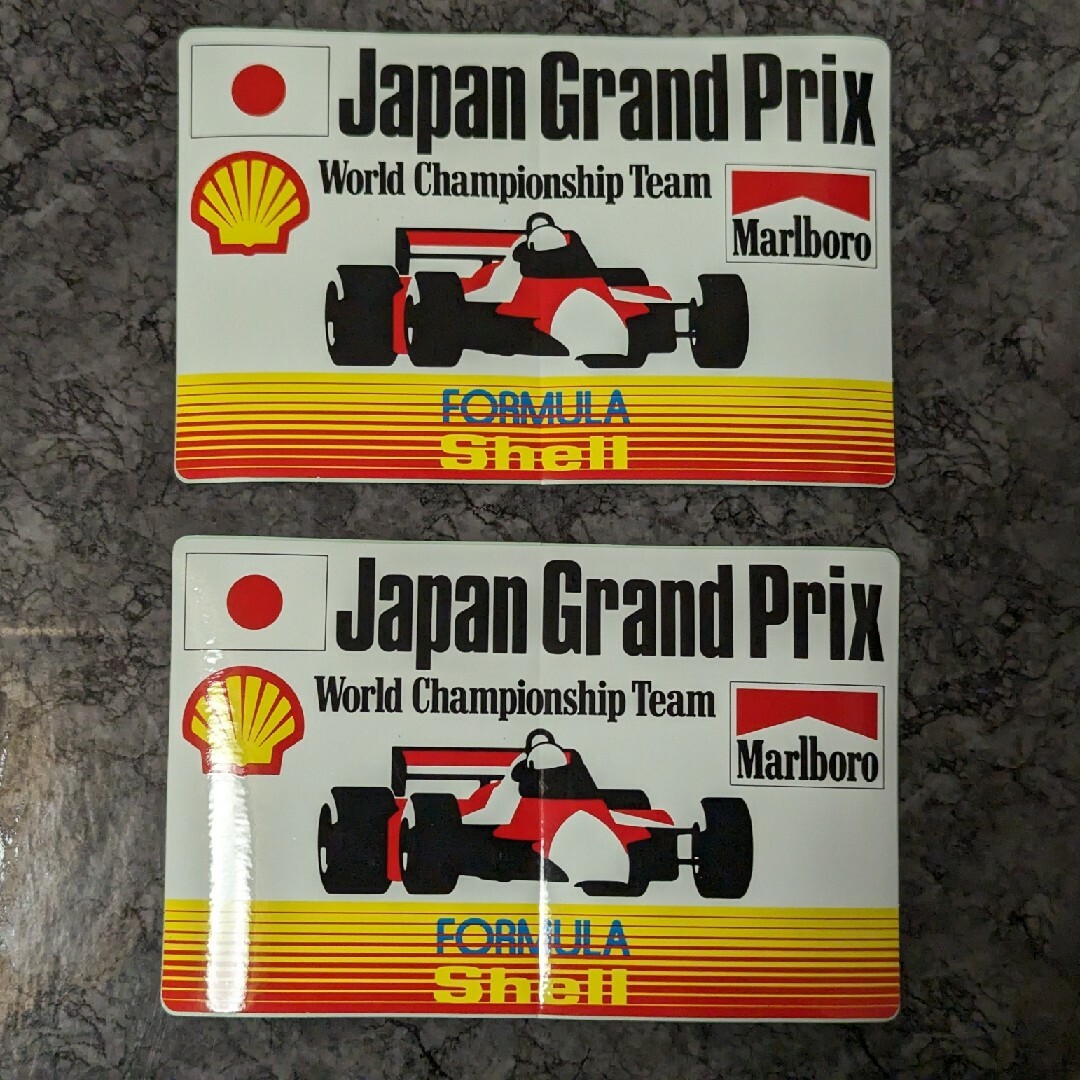 Japan Grand Prix
World Championship Team
Marlboro
FORMULA
Shell
Japan Grand Prix
World Championship Team
Marlboro
FORMULA
Shell